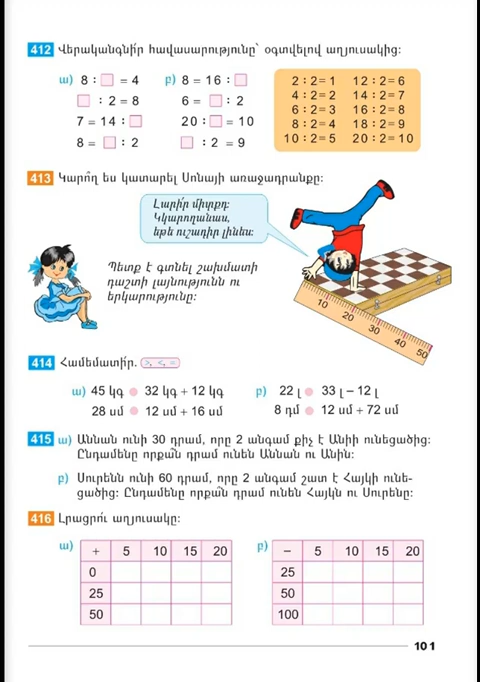 412 Վերականգնի՛ր հավասարությունը՝ օգտվելով աղյուսակից:
ա) 8 : □ = 4
□ : 2 = 8
7 = 14 : □
8 = □ : 2
բ) 8 = 16 : □
6 = □ : 2
20 : □ = 10
□ : 2 = 9
2 : 2 = 1 12 : 2 = 6
4 : 2 = 2 14 : 2 = 7
6 : 2 = 3 16 : 2 = 8
8 : 2 = 4 18 : 2 = 9
10 : 2 = 5 20 : 2 = 10
413 Կարո՞ղ ես կատարել Սոնայի առաջադրանքը:
Լարի՛ր միտքդ:
Կկարողանաս,
եթե ուշադիր լինես:
Պետք է գտնել շախմատի
դաշտի լայնությունն ու
երկարությունը:
10 20 30 40 50
414 Համեմատի՛ր. >, <, =
ա) 45 կգ ● 32 կգ + 12 կգ
28 սմ ● 12 սմ + 16 սմ
բ) 22 լ ● 33 լ – 12 լ
8 դմ ● 12 սմ + 72 սմ
415 ա) Աննան ունի 30 դրամ, որը 2 անգամ քիչ է Անիի ունեցածից:
Ընդամենը որքա՞ն դրամ ունեն Աննան ու Անին:
բ) Սուրենն ունի 60 դրամ, որը 2 անգամ շատ է Հայկի ունե-
ցածից: Ընդամենը որքա՞ն դրամ ունեն Հայկն ու Սուրենը:
416 Լրացրու՛ աղյուսակը:
ա) + 5 10 15 20
0
25
50
բ) – 5 10 15 20
25
50
100
101